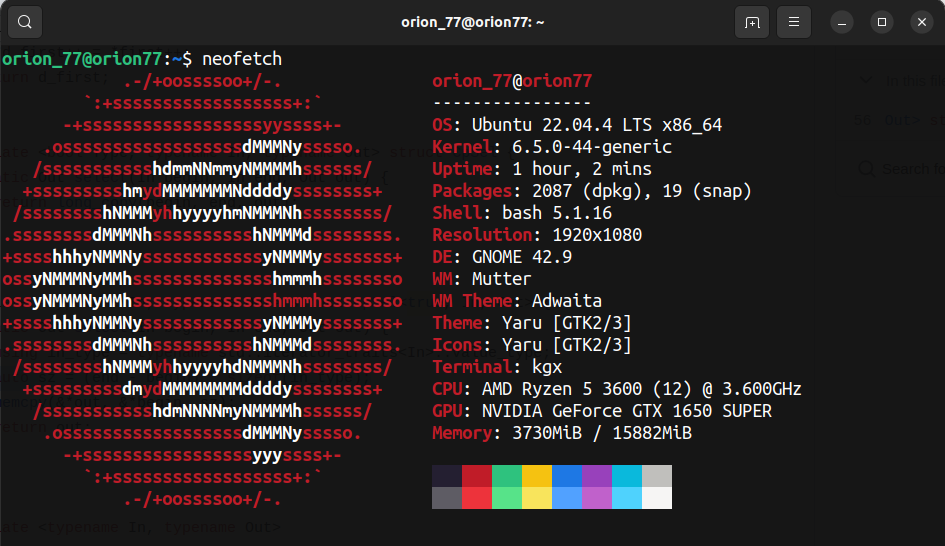 orion_77@orion77: ~
orion_77@orion77:~$ neofetch
            .-/+oossssoo+/-.               orion_77@orion77
        `:+ssssssssssssssssss+:`           ----------------
      -+ssssssssssssssssssyyssss+-         OS: Ubuntu 22.04.4 LTS x86_64
    .ossssssssssssssssssdMMMNysssso.       Kernel: 6.5.0-44-generic
   /ssssssssssshdmmNNmmyNMMMMhssssss/      Uptime: 1 hour, 2 mins
  +ssssssssshmydMMMMMMMNddddyssssssss+     Packages: 2087 (dpkg), 19 (snap)
 /sssssssshNMMMyhhyyyyhmNMMMNhssssssss/    Shell: bash 5.1.16
.ssssssssdMMMNhsssssssssshNMMMdssssssss.   Resolution: 1920x1080
+sssshhhyNMMNyssssssssssssyNMMMysssssss+   DE: GNOME 42.9
ossyNMMMNyMMhsssssssssssssshmmmhssssssso   WM: Mutter
ossyNMMMNyMMhsssssssssssssshmmmhssssssso   WM Theme: Adwaita
+sssshhhyNMMNyssssssssssssyNMMMysssssss+   Theme: Yaru [GTK2/3]
.ssssssssdMMMNhsssssssssshNMMMdssssssss.   Icons: Yaru [GTK2/3]
 /sssssssshNMMMyhhyyyyhdNMMMNhssssssss/    Terminal: kgx
  +sssssssssdmydMMMMMMMMddddyssssssss+     CPU: AMD Ryzen 5 3600 (12) @ 3.600GHz
   /ssssssssssshdmNNNNmyNMMMMhssssss/      GPU: NVIDIA GeForce GTX 1650 SUPER
    .ossssssssssssssssssdMMMNysssso.       Memory: 3730MiB / 15882MiB
      -+sssssssssssssssssyyyssss+-
        `:+ssssssssssssssssss+:`
            .-/+oossssoo+/-.